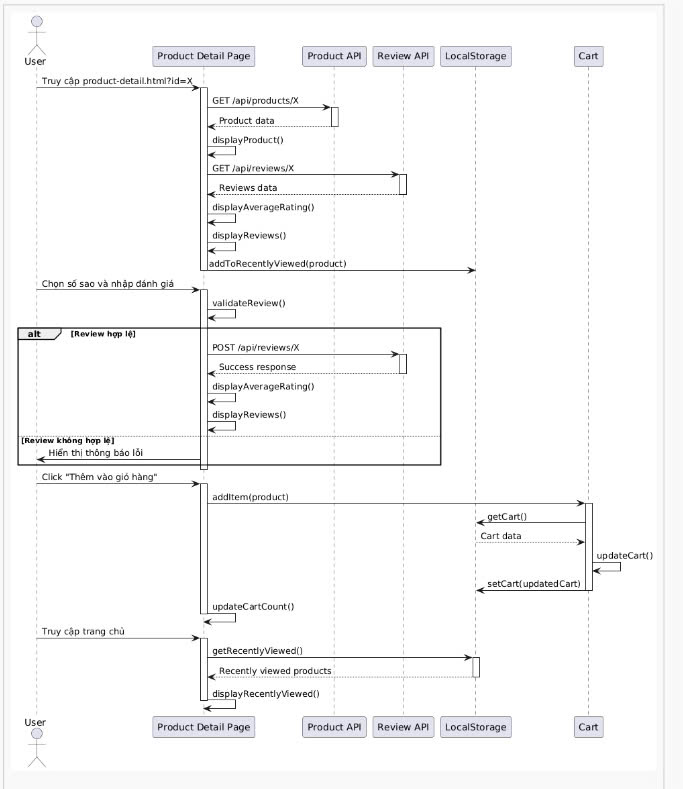 User
Product Detail Page
Product API
Review API
LocalStorage
Cart
Truy cập product-detail.html?id=X
GET /api/products/X
Product data
displayProduct()
GET /api/reviews/X
Reviews data
displayAverageRating()
displayReviews()
addToRecentlyViewed(product)
Chọn số sao và nhập đánh giá
validateReview()
alt
[Review hợp lệ]
POST /api/reviews/X
Success response
displayAverageRating()
displayReviews()
[Review không hợp lệ]
Hiển thị thông báo lỗi
Click "Thêm vào giỏ hàng"
addItem(product)
getCart()
Cart data
updateCart()
setCart(updatedCart)
updateCartCount()
Truy cập trang chủ
getRecentlyViewed()
Recently viewed products
displayRecentlyViewed()
User
Product Detail Page
Product API
Review API
LocalStorage
Cart